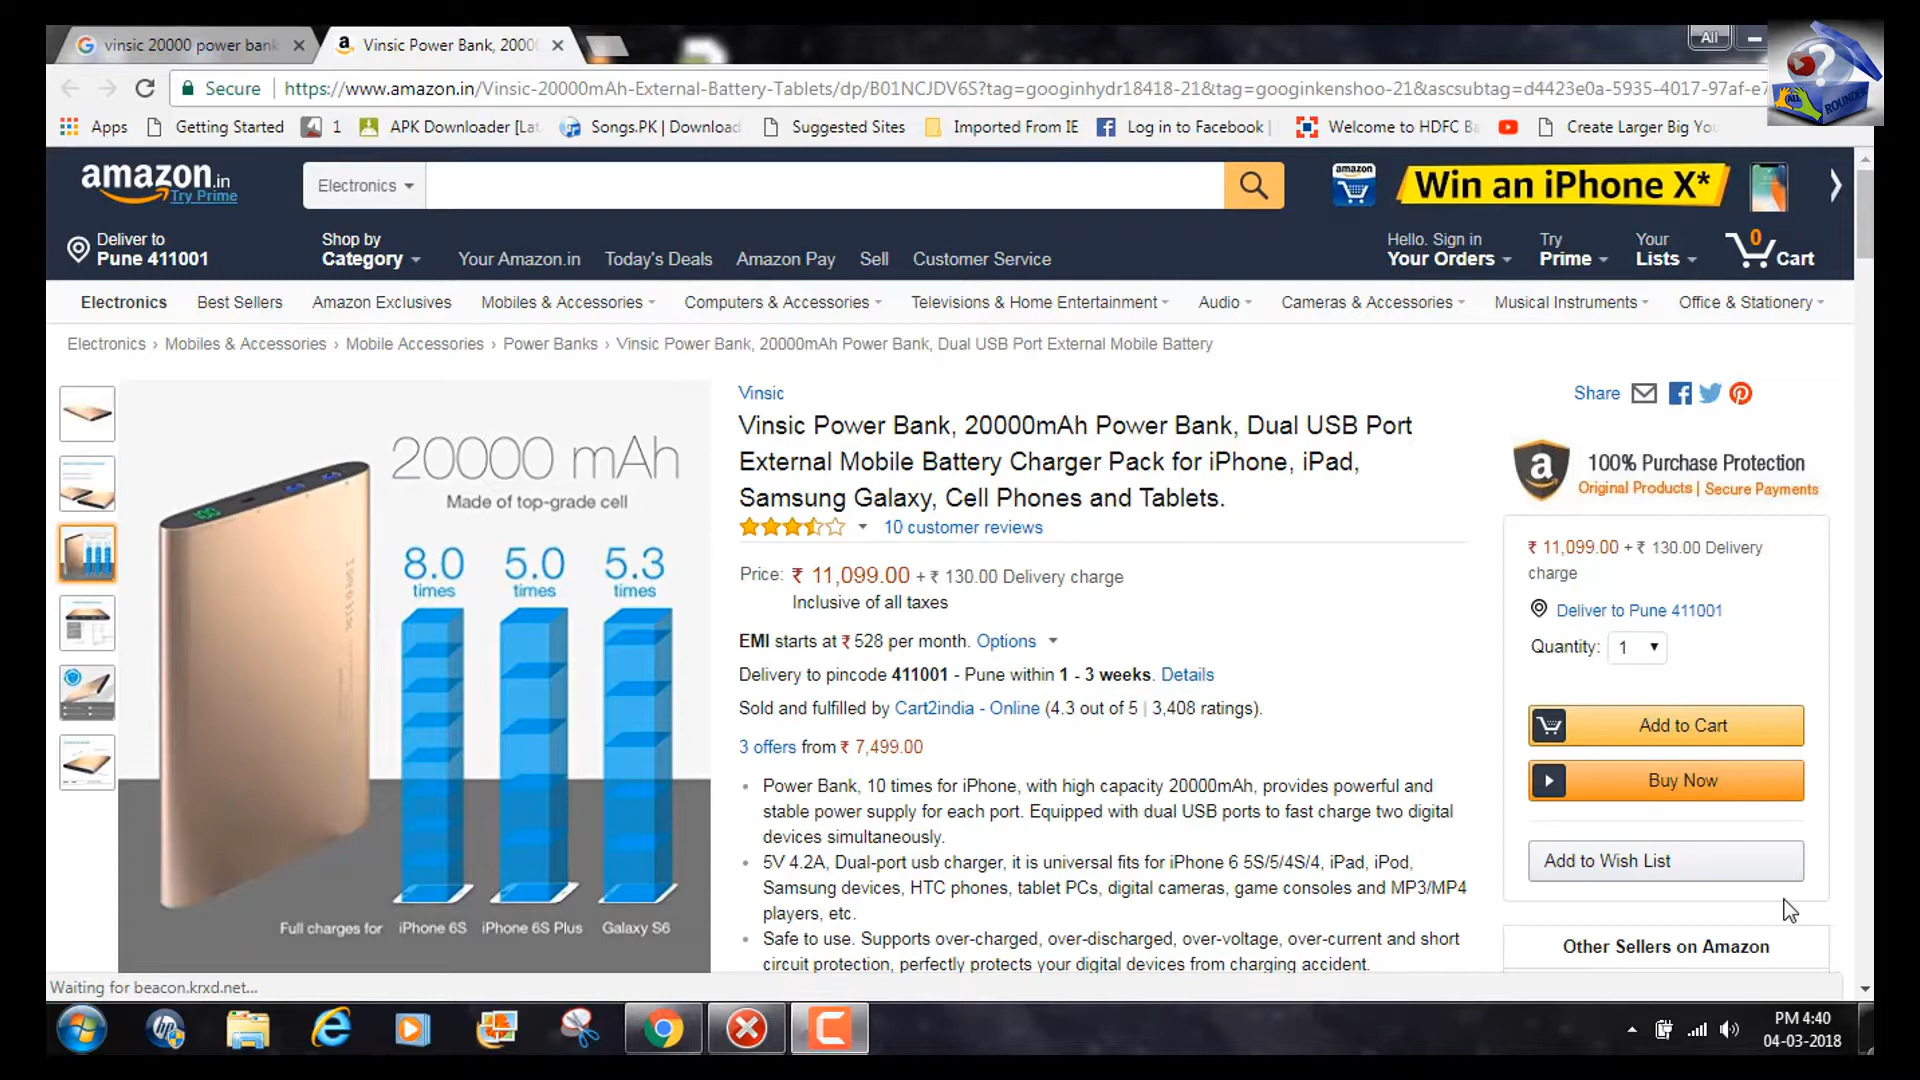 vinsic 20000 power bank
a Vinsic Power Bank, 2000
All
Secure https://www.amazon.in/Vinsic-20000mAh-External-Battery-Tablets/dp/B01NCJDV6S?tag=googinhydr18418-21&tag=googinkenshoo-21&ascsubtag=d4423e0a-5935-4017-97af-e7
ALL ROUNDER
Apps Getting Started 1 APK Downloader [Lat Songs.PK | Download Suggested Sites Imported From IE Log in to Facebook | Welcome to HDFC Ba Create Larger Big You
amazon.in
Try Prime
Electronics
amazon
Win an iPhone X*
Deliver to
Pune 411001
Shop by
Category
Your Amazon.in Today's Deals Amazon Pay Sell Customer Service
Hello. Sign in
Your Orders
Try
Prime
Your
Lists
0
Cart
Electronics Best Sellers Amazon Exclusives Mobiles & Accessories Computers & Accessories Televisions & Home Entertainment Audio Cameras & Accessories Musical Instruments Office & Stationery
Electronics › Mobiles & Accessories › Mobile Accessories › Power Banks › Vinsic Power Bank, 20000mAh Power Bank, Dual USB Port External Mobile Battery
20000 mAh
Made of top-grade cell
8.0 5.0 5.3
times times times
100
Full charges for iPhone 6S iPhone 6S Plus Galaxy S6
Vinsic
Vinsic Power Bank, 20000mAh Power Bank, Dual USB Port
External Mobile Battery Charger Pack for iPhone, iPad,
Samsung Galaxy, Cell Phones and Tablets.
10 customer reviews
Price: ₹ 11,099.00 + ₹ 130.00 Delivery charge
Inclusive of all taxes
EMI starts at ₹ 528 per month. Options
Delivery to pincode 411001 - Pune within 1 - 3 weeks. Details
Sold and fulfilled by Cart2india - Online (4.3 out of 5 | 3,408 ratings).
3 offers from ₹ 7,499.00
• Power Bank, 10 times for iPhone, with high capacity 20000mAh, provides powerful and
stable power supply for each port. Equipped with dual USB ports to fast charge two digital
devices simultaneously.
• 5V 4.2A, Dual-port usb charger, it is universal fits for iPhone 6 5S/5/4S/4, iPad, iPod,
Samsung devices, HTC phones, tablet PCs, digital cameras, game consoles and MP3/MP4
players, etc.
• Safe to use. Supports over-charged, over-discharged, over-voltage, over-current and short
circuit protection, perfectly protects your digital devices from charging accident.
Share
a
100% Purchase Protection
Original Products | Secure Payments
₹ 11,099.00 + ₹ 130.00 Delivery
charge
Deliver to Pune 411001
Quantity: 1
Add to Cart
Buy Now
Add to Wish List
Other Sellers on Amazon
Waiting for beacon.krxd.net...
hp
PM 4:40
04-03-2018